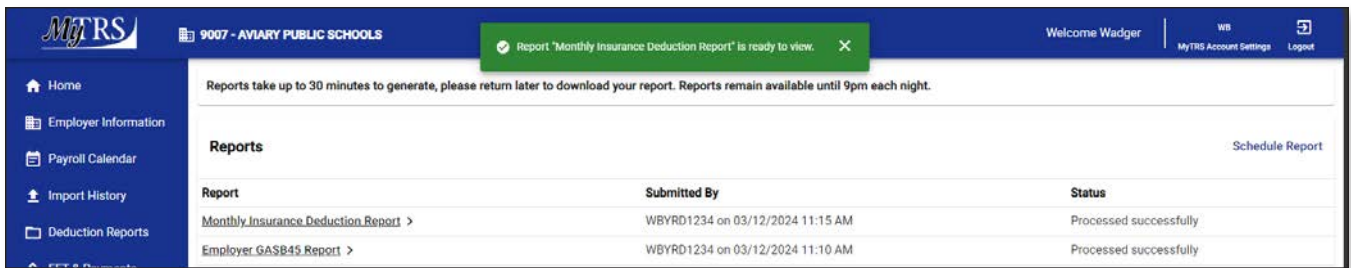 MyTRS
9007 - AVIARY PUBLIC SCHOOLS
Report "Monthly Insurance Deduction Report" is ready to view.
Welcome Wadger
WB
MyTRS Account Settings
Logout
Home
Employer Information
Payroll Calendar
Import History
Deduction Reports
EFT & Payments
Reports take up to 30 minutes to generate, please return later to download your report. Reports remain available until 9pm each night.
Reports
Schedule Report
Report Submitted By Status
Monthly Insurance Deduction Report > WBYRD1234 on 03/12/2024 11:15 AM Processed successfully
Employer GASB45 Report > WBYRD1234 on 03/12/2024 11:10 AM Processed successfully